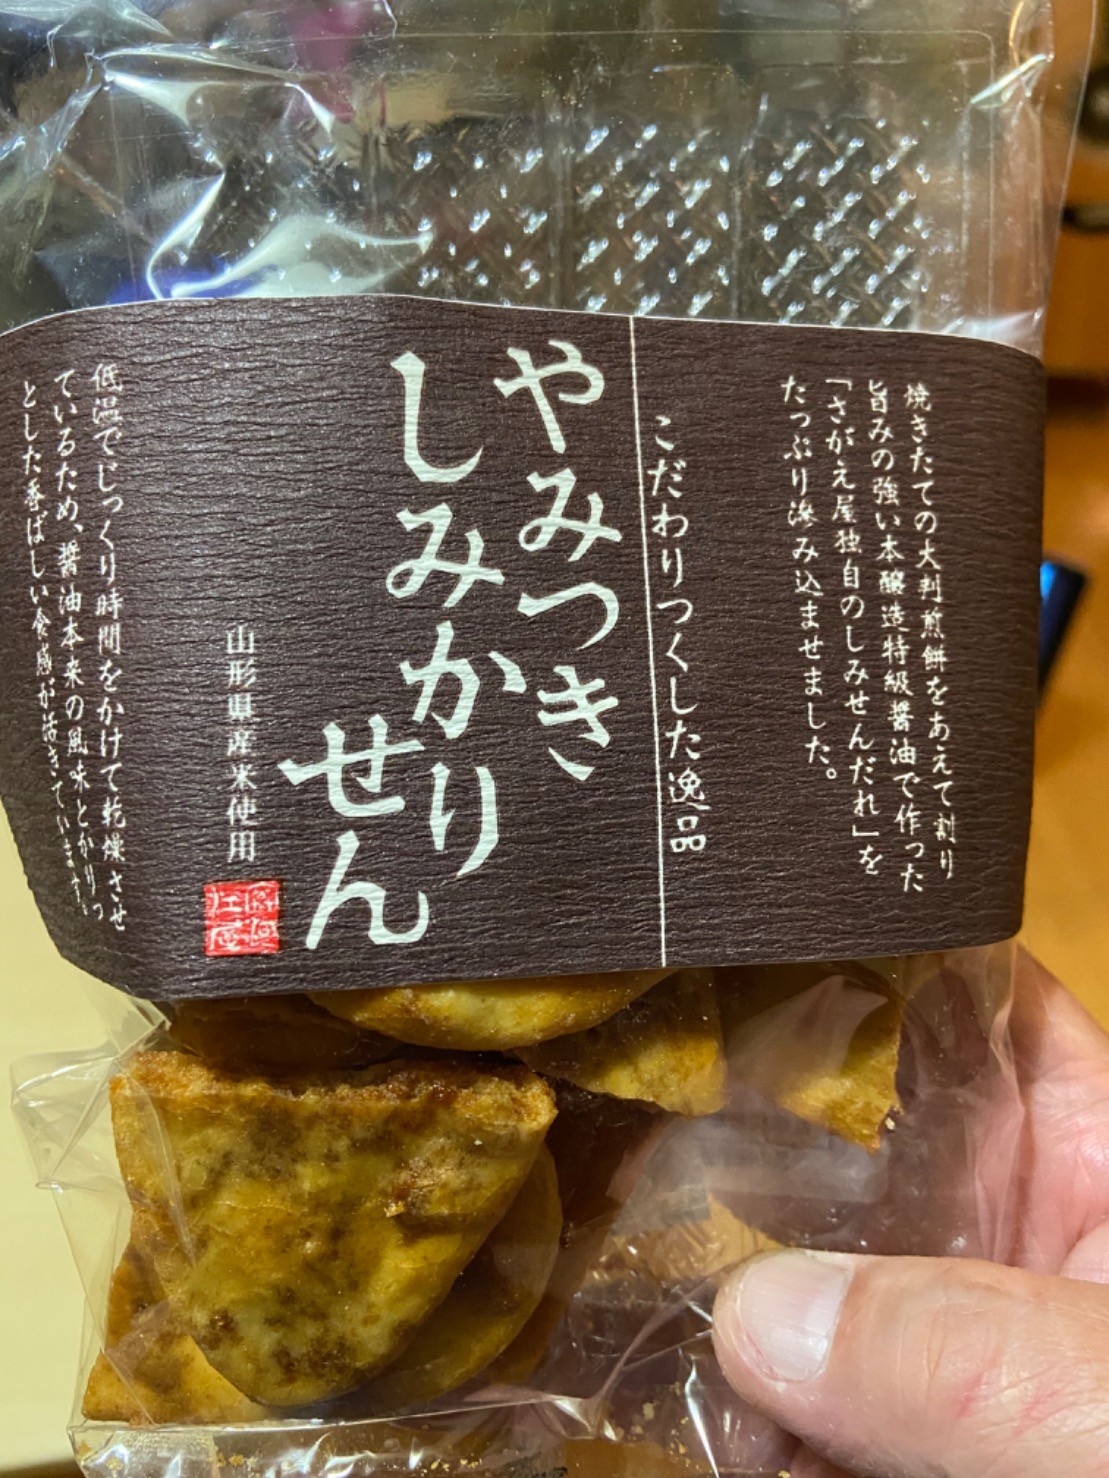 焼きたての大判煎餅をあえて割り
旨みの強い本醸造特級醤油で作った
「さがえ屋独自のしみせんだれ」を
たっぷり滲み込ませました。
こだわりつくした逸品
やみつき
しみかりせん
山形県産米使用
低温でじっくり時間をかけて乾燥させ
ているため、醤油本来の風味とかりっ
とした香ばしい食感が活きています。